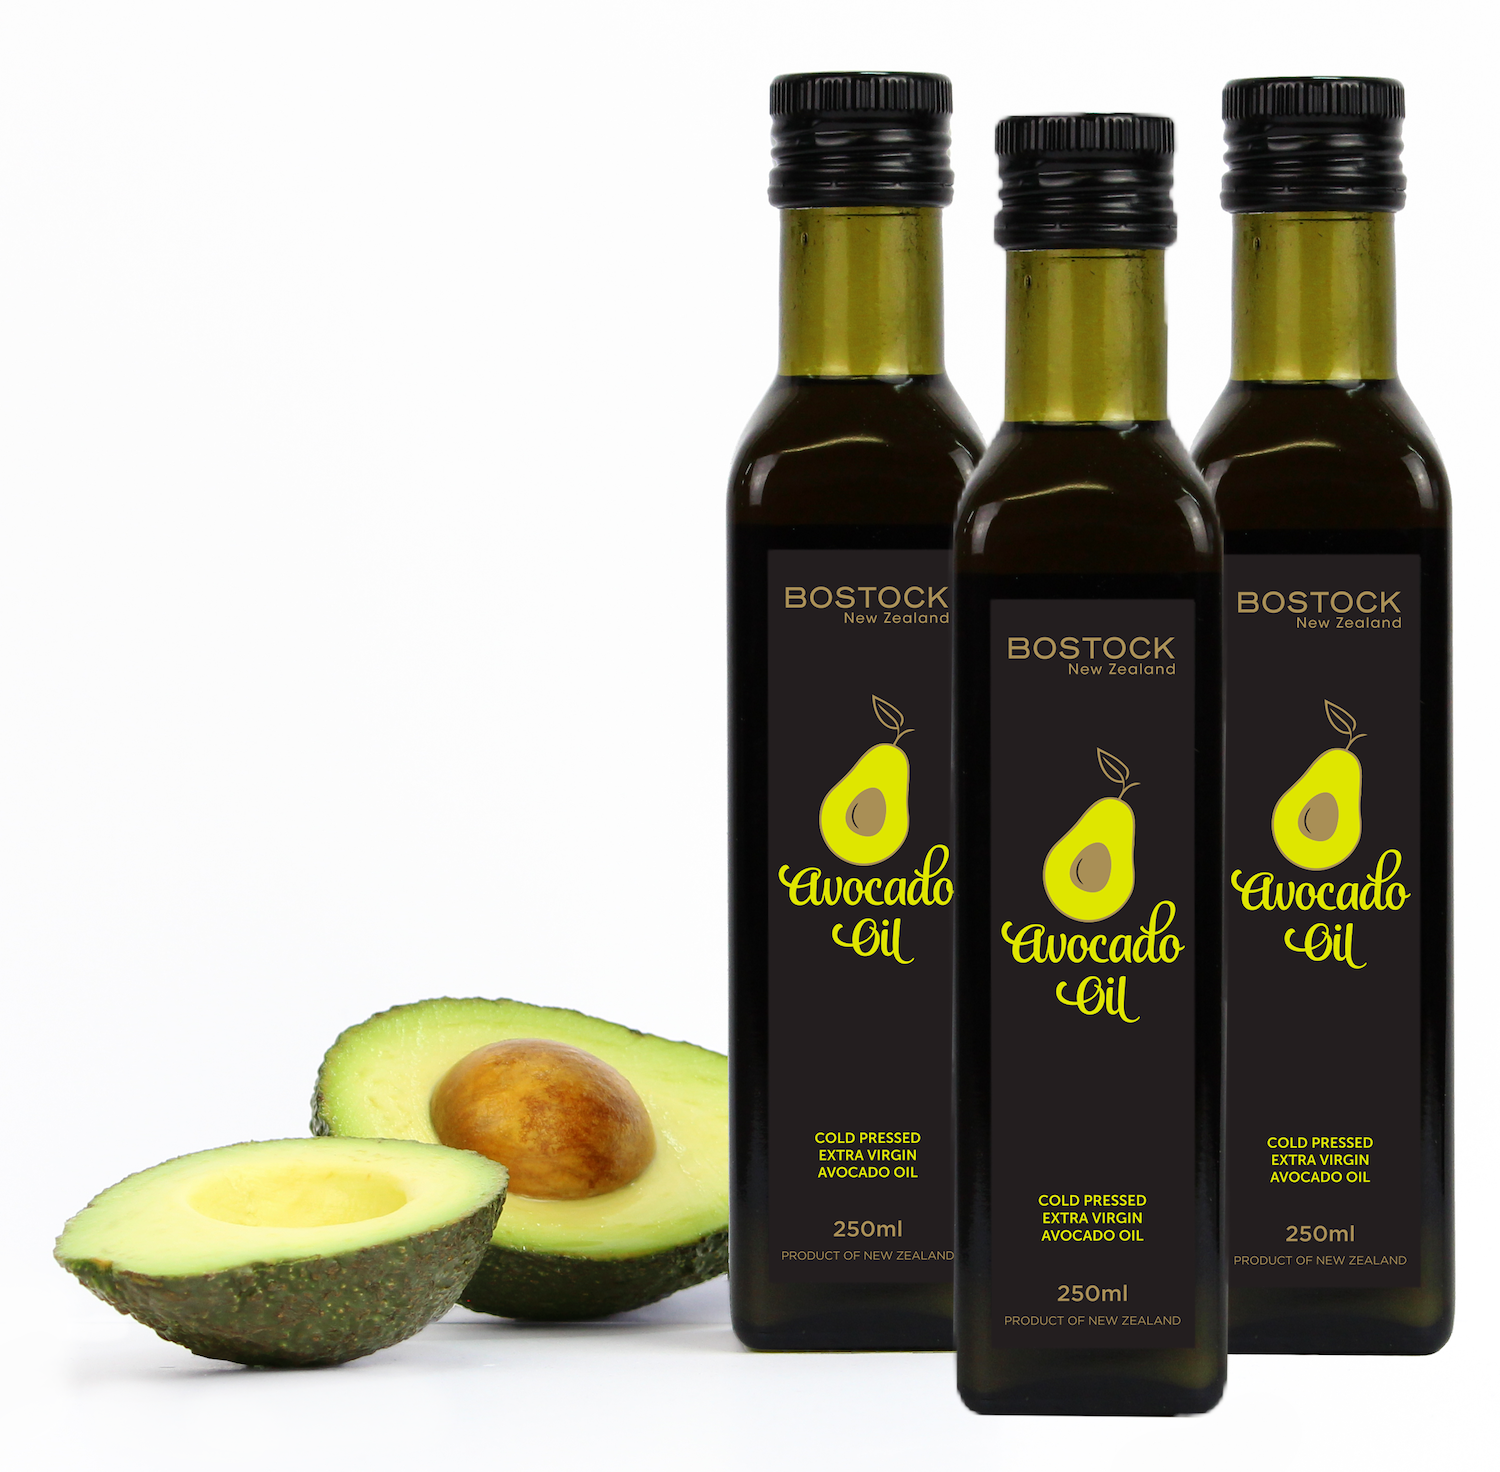 BOSTOCK
New Zealand
Avocado
Oil
COLD PRESSED
EXTRA VIRGIN
AVOCADO OIL
250ml
PRODUCT OF NEW ZEALAND
BOSTOCK
New Zealand
Avocado
Oil
COLD PRESSED
EXTRA VIRGIN
AVOCADO OIL
250ml
PRODUCT OF NEW ZEALAND
BOSTOCK
New Zealand
Avocado
Oil
COLD PRESSED
EXTRA VIRGIN
AVOCADO OIL
250ml
PRODUCT OF NEW ZEALAND